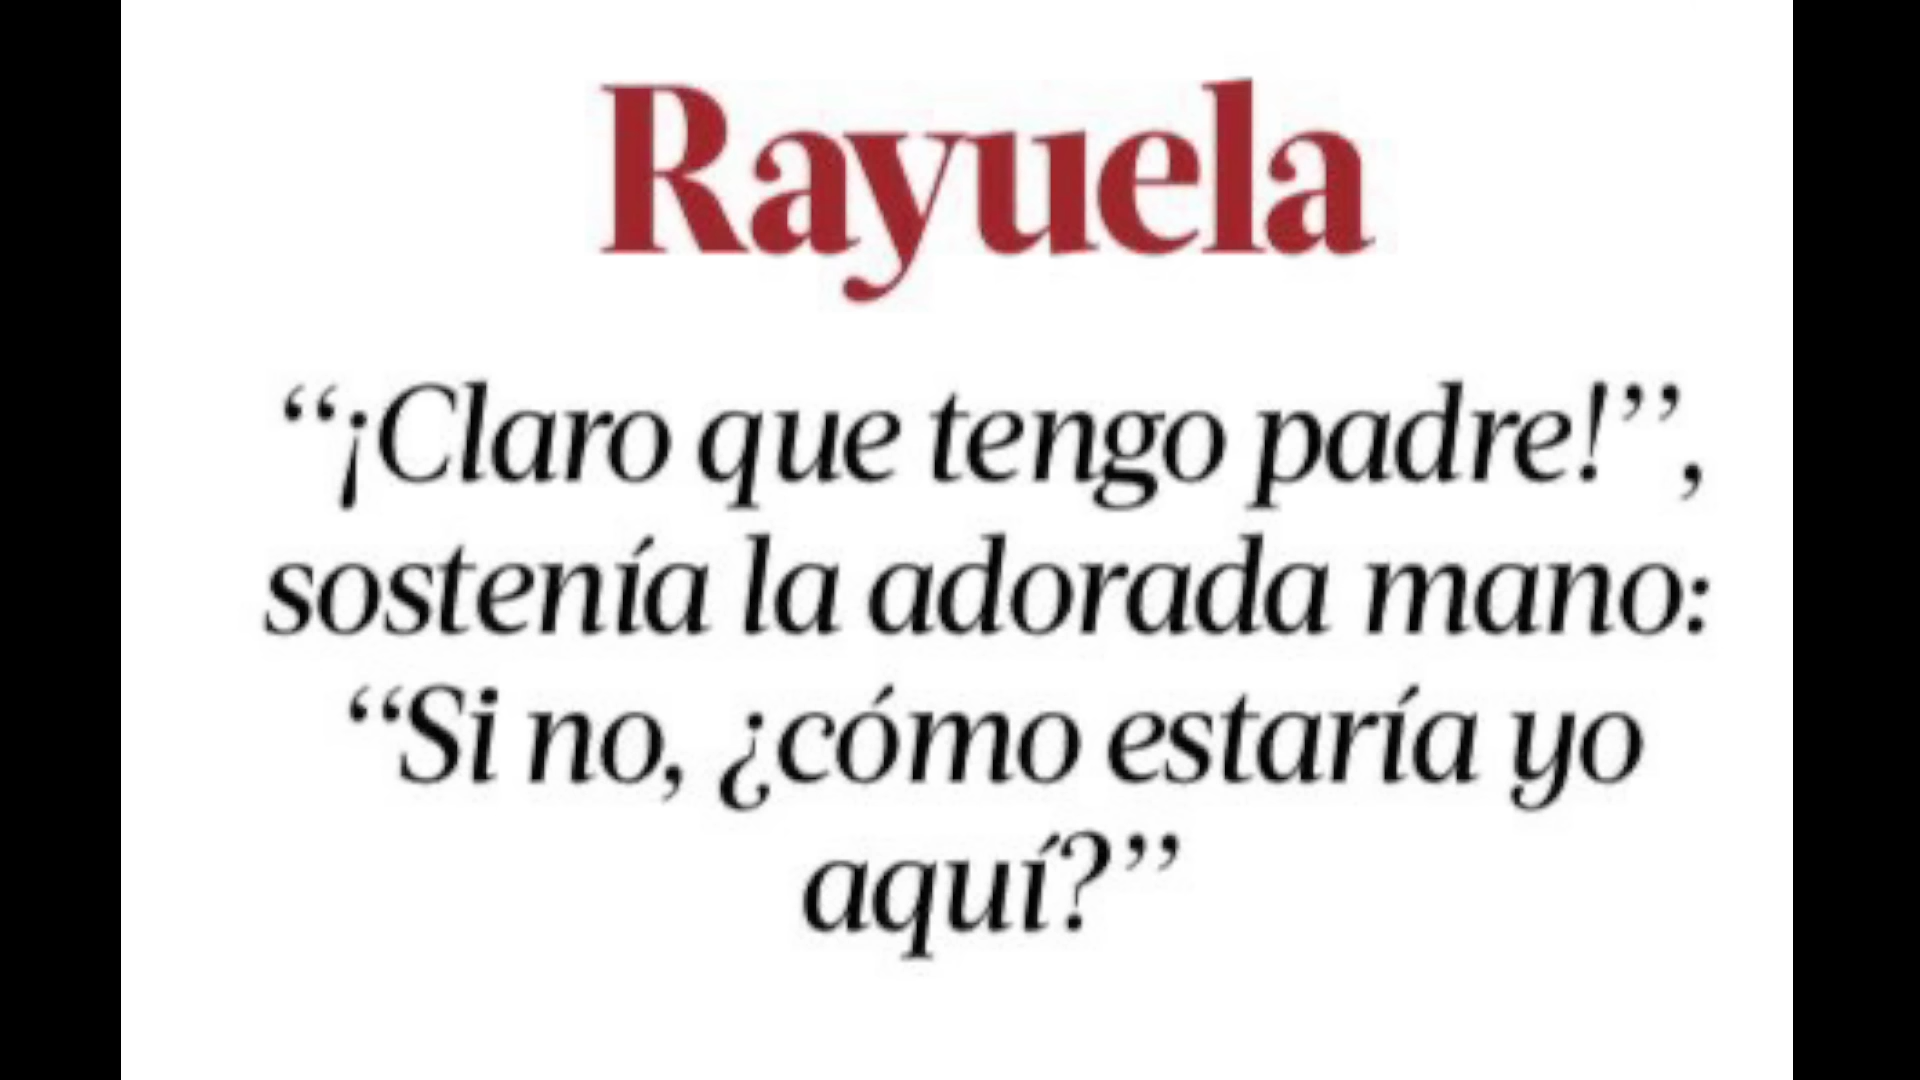 Rayuela
“¡Claro que tengo padre!”,
sostenía la adorada mano:
“Si no, ¿cómo estaría yo
aquí?”